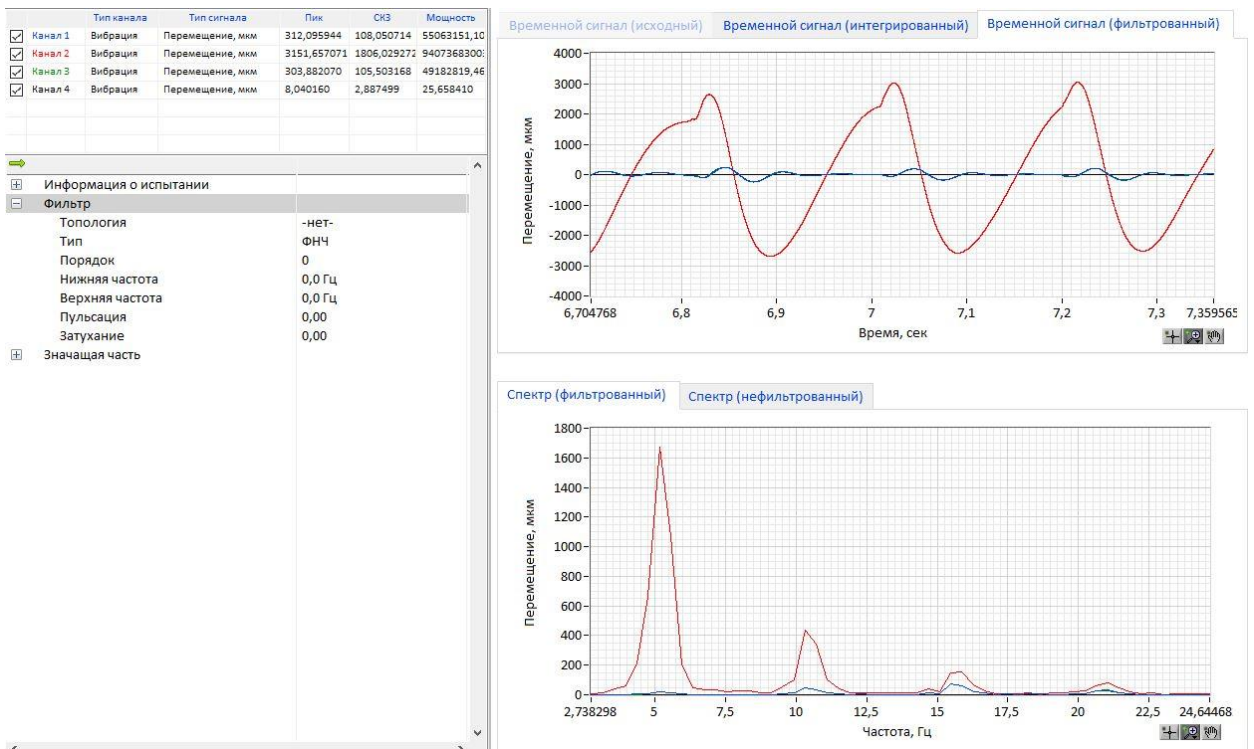 Тип канала Тип сигнала Пик СКЗ Мощность
Канал 1 Вибрация Перемещение, мкм 312,095944 108,050714 55063151,10
Канал 2 Вибрация Перемещение, мкм 3151,657071 1806,029272 9407368300:
Канал 3 Вибрация Перемещение, мкм 303,882070 105,503168 49182819,46
Канал 4 Вибрация Перемещение, мкм 8,040160 2,887499 25,658410
Информация о испытании
Фильтр
Топология -нет-
Тип ФНЧ
Порядок 0
Нижняя частота 0,0 Гц
Верхняя частота 0,0 Гц
Пульсация 0,00
Затухание 0,00
Значащая часть
Временной сигнал (исходный) Временной сигнал (интегрированный) Временной сигнал (фильтрованный)
4000
3000
2000
1000
0
-1000
-2000
-3000
-4000
Перемещение, мкм
6,704768 6,8 6,9 7 7,1 7,2 7,3 7,359565
Время, сек
Спектр (фильтрованный) Спектр (нефильтрованный)
1800
1600
1400
1200
1000
800
600
400
200
0
Перемещение, мкм
2,738298 5 7,5 10 12,5 15 17,5 20 22,5 24,64468
Частота, Гц